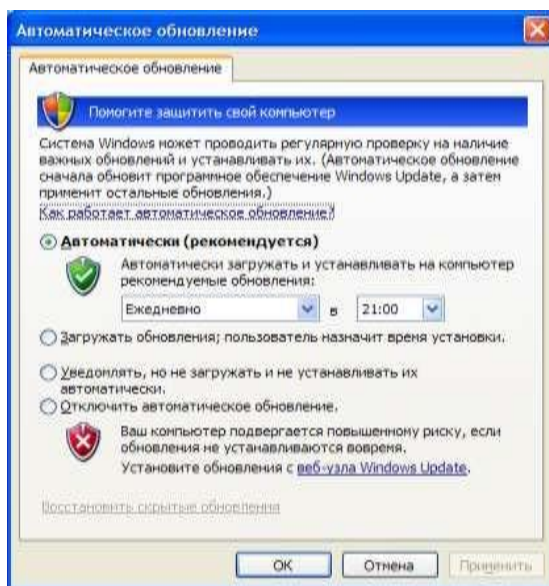 Автоматическое обновление
Автоматическое обновление
Помогите защитить свой компьютер
Система Windows может проводить регулярную проверку на наличие
важных обновлений и устанавливать их. (Автоматическое обновление
сначала обновит программное обеспечение Windows Update, а затем
применит остальные обновления.)
Как работает автоматическое обновление?
Автоматически (рекомендуется)
Автоматически загружать и устанавливать на компьютер
рекомендуемые обновления:
Ежедневно в 21:00
Загружать обновления; пользователь назначит время установки.
Уведомлять, но не загружать и не устанавливать их
автоматически.
Отключить автоматическое обновление.
Ваш компьютер подвергается повышенному риску, если
обновления не устанавливаются вовремя.
Установите обновления с веб-узла Windows Update.
Восстановить скрытые обновления
ОК Отмена Применить